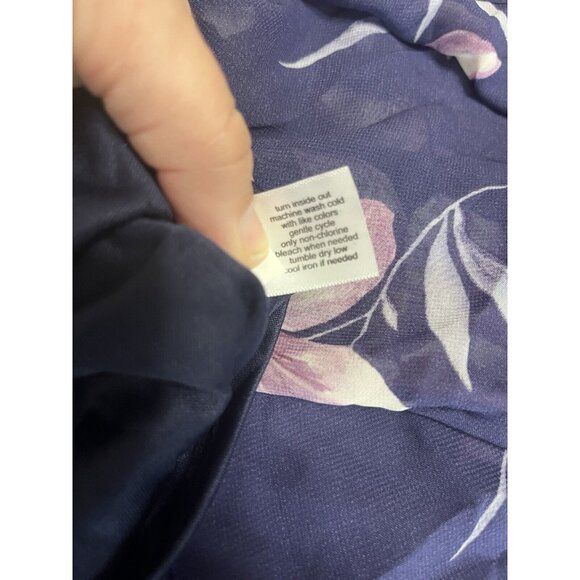 turn inside out
machine wash cold
with like colors
gentle cycle
only non-chlorine
bleach when needed
tumble dry low
cool iron if needed